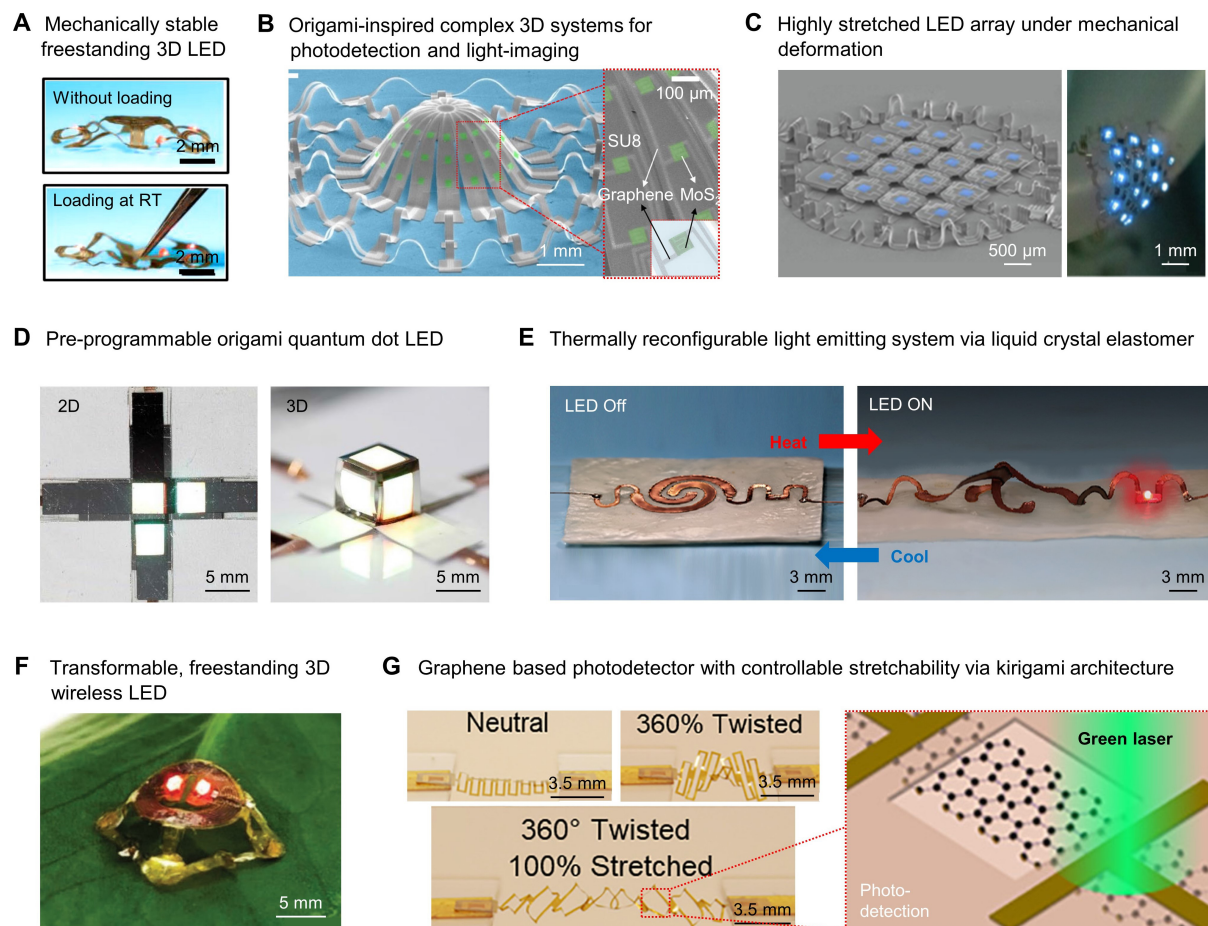 A Mechanically stable
freestanding 3D LED
Without loading
2 mm
Loading at RT
2 mm
B Origami-inspired complex 3D systems for
photodetection and light-imaging
100 µm
SU8
Graphene MoS₂
1 mm
C Highly stretched LED array under mechanical
deformation
500 µm
1 mm
D Pre-programmable origami quantum dot LED
2D
5 mm
3D
5 mm
E Thermally reconfigurable light emitting system via liquid crystal elastomer
LED Off
LED ON
Heat
Cool
3 mm
3 mm
F Transformable, freestanding 3D
wireless LED
5 mm
G Graphene based photodetector with controllable stretchability via kirigami architecture
Neutral
3.5 mm
360% Twisted
3.5 mm
360° Twisted
100% Stretched
3.5 mm
Green laser
Photo-
detection